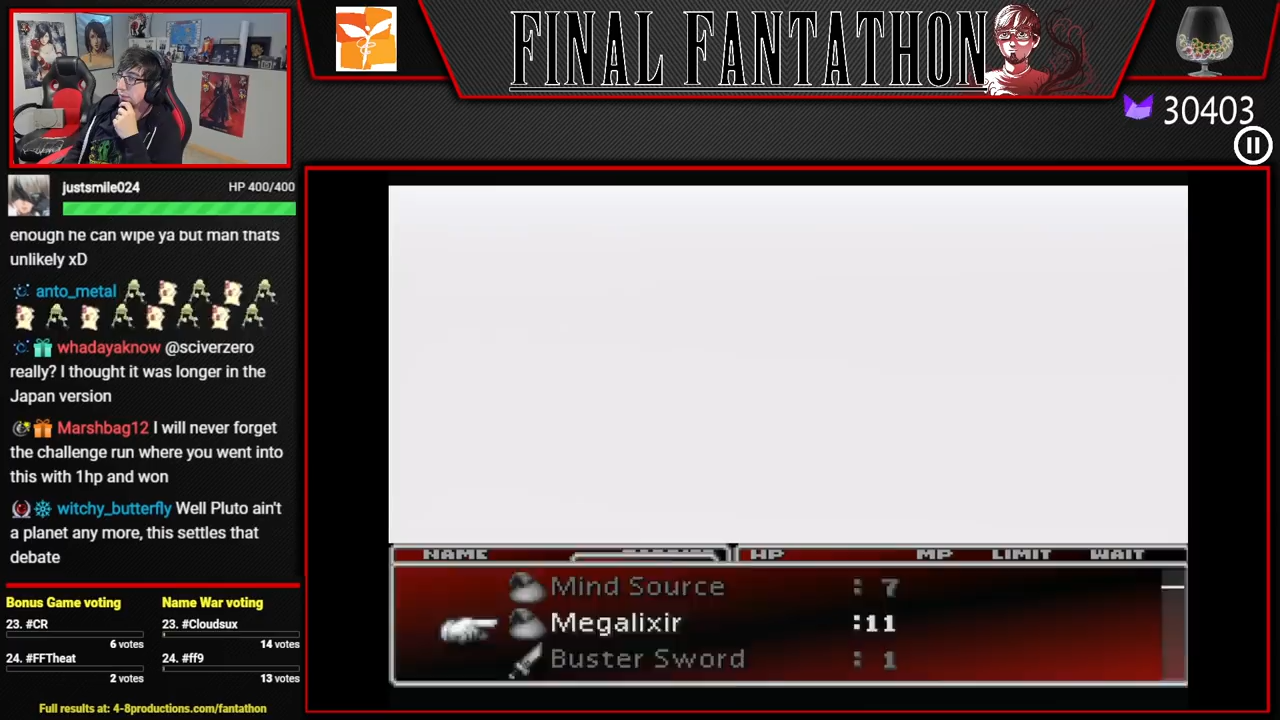 FINAL FANTATHON
30403
justsmile024 HP 400/400
enough he can wipe ya but man thats
unlikely xD
anto_metal
whadayaknow @sciverzero
really? I thought it was longer in the
Japan version
Marshbag12 I will never forget
the challenge run where you went into
this with 1hp and won
witchy_butterfly Well Pluto ain't
a planet any more, this settles that
debate
Bonus Game voting
23. #CR
6 votes
24. #FFTheat
2 votes
Name War voting
23. #Cloudsux
14 votes
24. #ff9
13 votes
Full results at: 4-8productions.com/fantathon
NAME HP MP LIMIT WAIT
Mind Source : 7
Megalixir :11
Buster Sword : 1